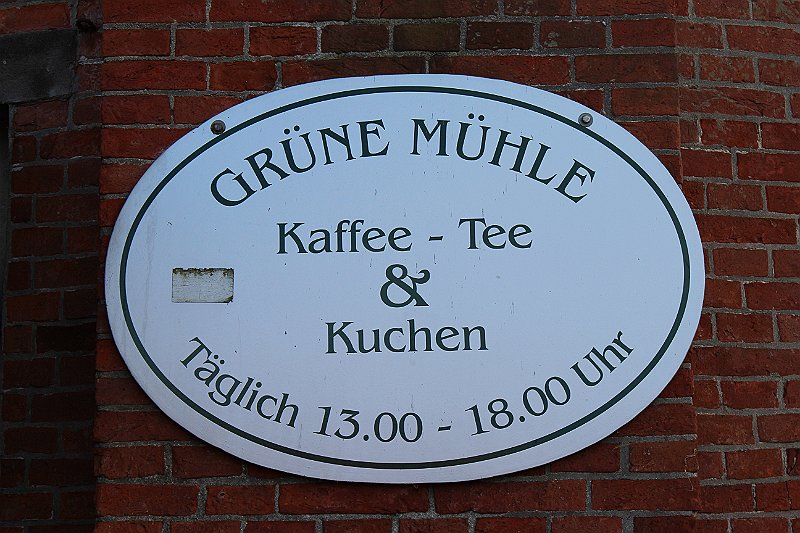 GRÜNE MÜHLE
Kaffee - Tee
&
Kuchen
Täglich 13.00 - 18.00 Uhr